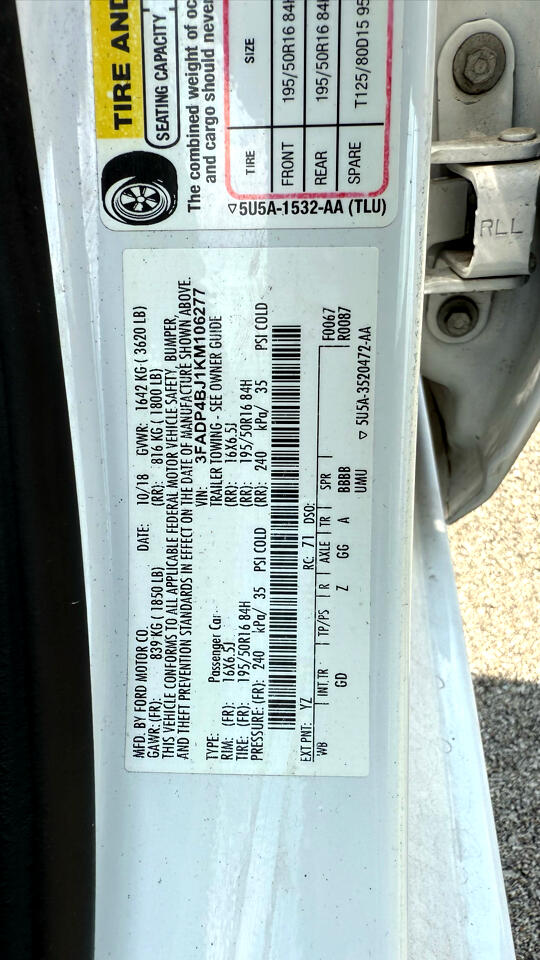 TIRE AND
SEATING CAPACITY
The combined weight of oc
and cargo should never
TIRE SIZE
FRONT 195/50R16 84H
REAR 195/50R16 84H
SPARE T125/80D15 95
▽5U5A-1532-AA (TLU)
MFD. BY FORD MOTOR CO. DATE: 10/18 GVWR: 1642 KG ( 3620 LB)
GAWR: (FR): 839 KG ( 1850 LB) (RR): 816 KG ( 1800 LB)
THIS VEHICLE CONFORMS TO ALL APPLICABLE FEDERAL MOTOR VEHICLE SAFETY, BUMPER,
AND THEFT PREVENTION STANDARDS IN EFFECT ON THE DATE OF MANUFACTURE SHOWN ABOVE.
VIN: 3FADP4BJ1KM106277
TYPE: Passenger Car TRAILER TOWING - SEE OWNER GUIDE
RIM: (FR): 16X6.5J (RR): 16X6.5J
TIRE: (FR): 195/50R16 84H (RR): 195/50R16 84H
PRESSURE: (FR): 240 kPa/ 35 PSI COLD (RR): 240 kPa/ 35 PSI COLD
EXT PNT: YZ RC: 71 DSO: F0067
WB INT TR TP/PS R AXLE TR SPR R0087
GD Z GG A BBBB
UMU ▽ 5U5A-3520472-AA
RLL